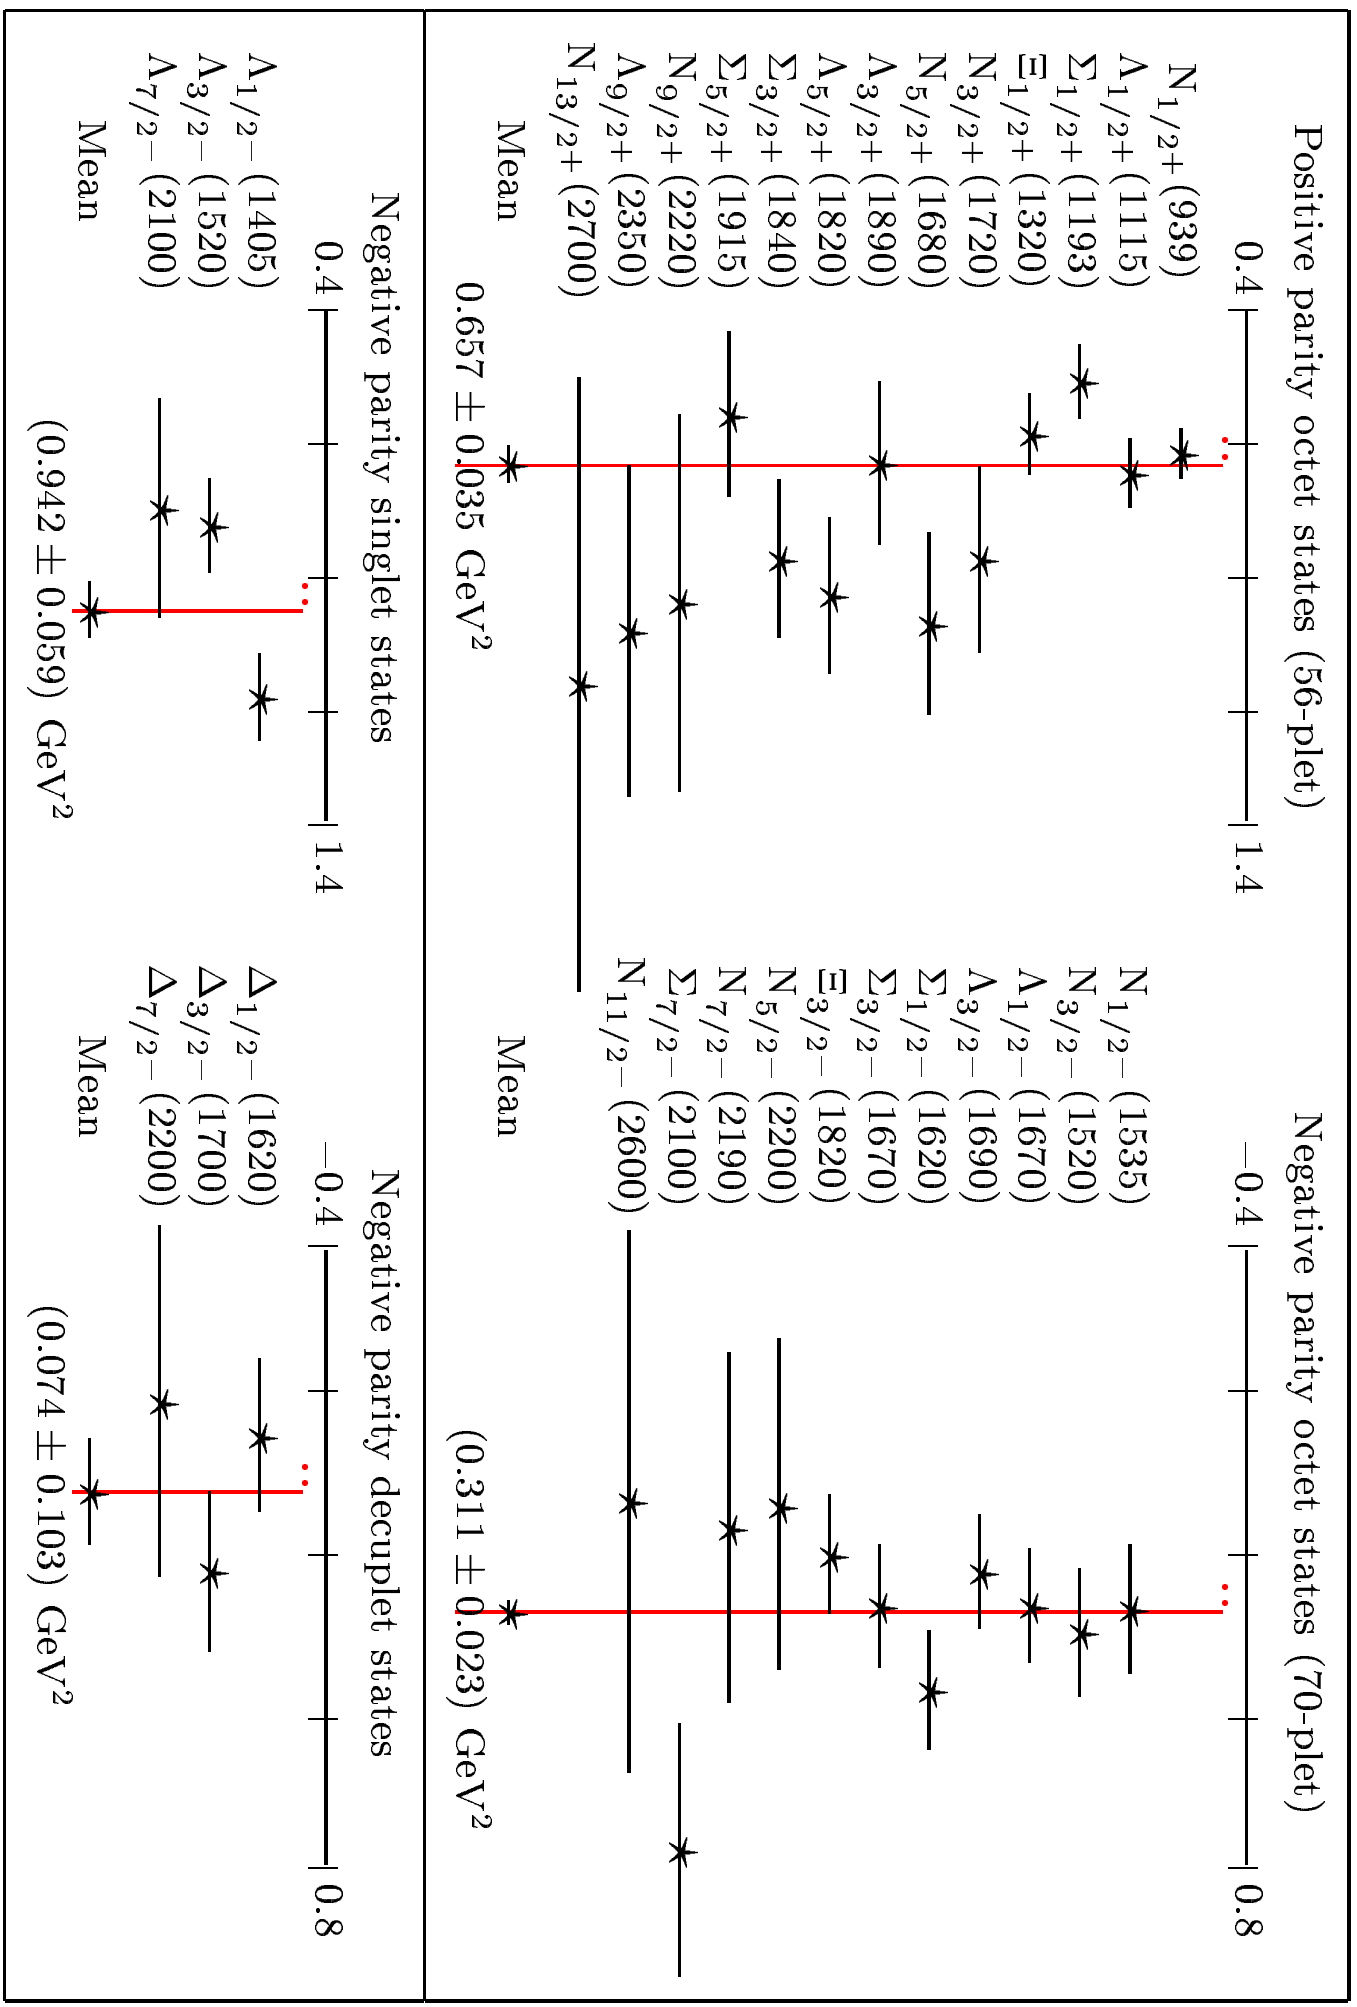 Positive parity octet states (56-plet)
0.4 1.4
N1/2+(939)
Λ1/2+(1115)
Σ1/2+(1193)
Ξ1/2+(1320)
N3/2+(1720)
N5/2+(1680)
Λ3/2+(1890)
Λ5/2+(1820)
Σ3/2+(1840)
Σ5/2+(1915)
N9/2+(2220)
Λ9/2+(2350)
N13/2+(2700)
Mean
0.657 ± 0.035 GeV²
Negative parity octet states (70-plet)
−0.4 0.8
N1/2−(1535)
N3/2−(1520)
Λ1/2−(1670)
Λ3/2−(1690)
Σ1/2−(1620)
Σ3/2−(1670)
Ξ3/2−(1820)
N5/2−(2200)
N7/2−(2190)
Σ7/2−(2100)
N11/2−(2600)
Mean
(0.311 ± 0.023) GeV²
Negative parity singlet states
0.4 1.4
Λ1/2−(1405)
Λ3/2−(1520)
Λ7/2−(2100)
Mean
(0.942 ± 0.059) GeV²
Negative parity decuplet states
−0.4 0.8
Δ1/2−(1620)
Δ3/2−(1700)
Δ7/2−(2200)
Mean
(0.074 ± 0.103) GeV²